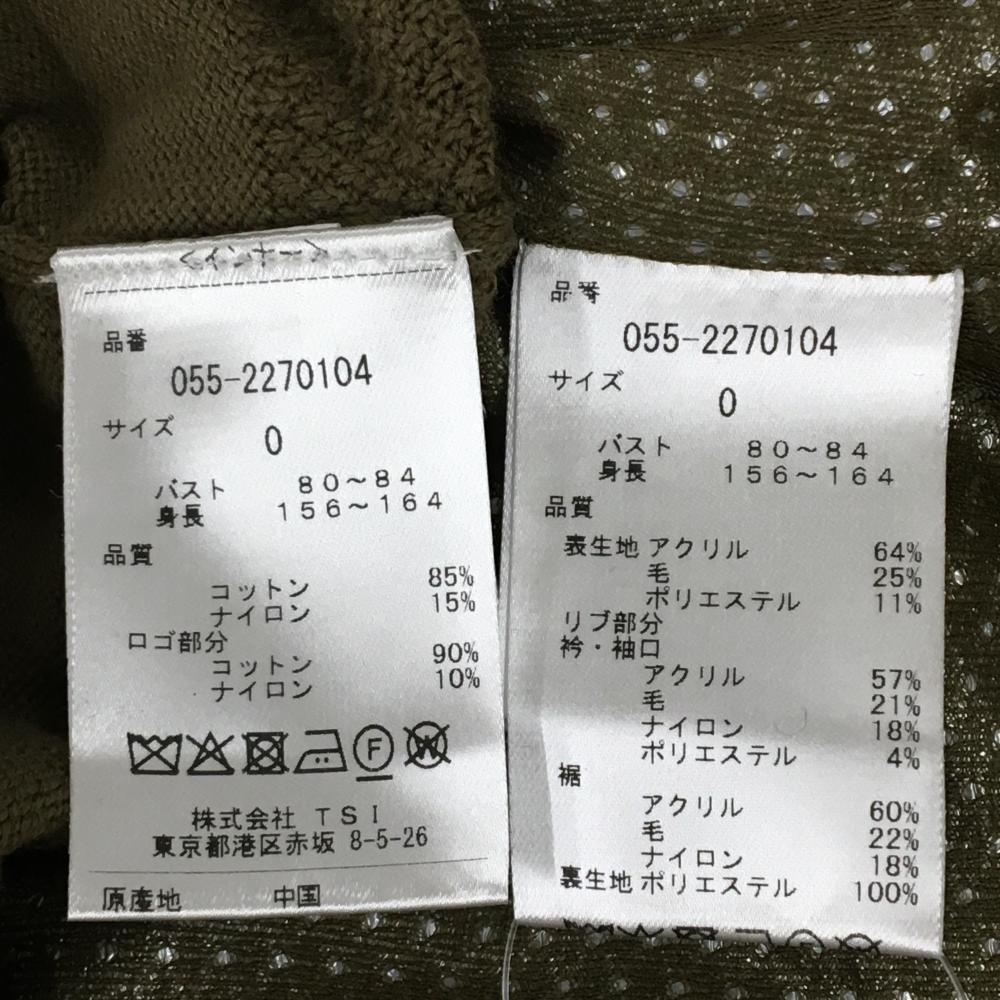 品番
055-2270104
サイズ
0
バスト 80～84
身長 156～164
品質
コットン 85%
ナイロン 15%
ロゴ部分
コットン 90%
ナイロン 10%
F
W
株式会社 TSI
東京都港区赤坂 8-5-26
原産地 中国
品番
055-2270104
サイズ
0
バスト 80～84
身長 156～164
品質
表生地 アクリル 64%
毛 25%
ポリエステル 11%
リブ部分
衿・袖口
アクリル 57%
毛 21%
ナイロン 18%
ポリエステル 4%
裾
アクリル 60%
毛 22%
ナイロン 18%
裏生地 ポリエステル 100%